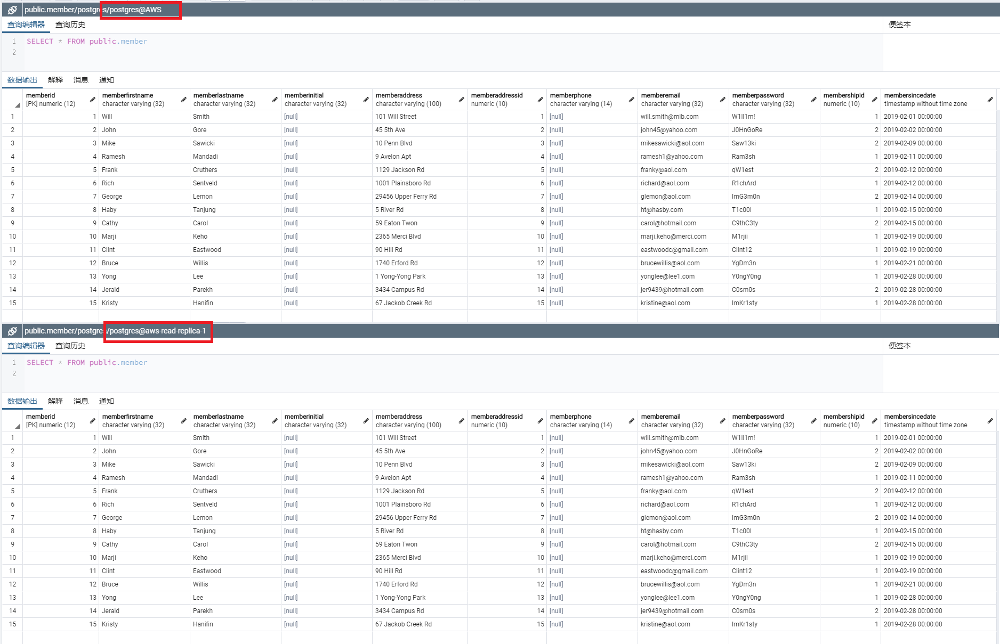 public.member/postgres/postgres@AWS
查询编辑器 查询历史 便签本
1 SELECT * FROM public.member
2
数据输出 解释 消息 通知
memberid memberfirstname memberlastname memberinitial memberaddress memberaddressid memberphone memberemail memberpassword membershipid membersincedate
[PK] numeric (12) character varying (32) character varying (32) character varying (32) character varying (100) numeric (10) character varying (14) character varying (32) character varying (32) numeric (10) timestamp without time zone
1 1 Will Smith [null] 101 Will Street 1 [null] will.smith@mib.com W1ll1m! 1 2019-02-01 00:00:00
2 2 John Gore [null] 45 5th Ave 2 [null] john45@yahoo.com J0HnGoRe 2 2019-02-02 00:00:00
3 3 Mike Sawicki [null] 10 Penn Blvd 3 [null] mikesawicki@aol.com Saw13ki 2 2019-02-09 00:00:00
4 4 Ramesh Mandadi [null] 9 Avelon Apt 4 [null] ramesh1@yahoo.com Ram3sh 1 2019-02-11 00:00:00
5 5 Frank Cruthers [null] 1129 Jackson Rd 5 [null] franky@aol.com qW1est 2 2019-02-12 00:00:00
6 6 Rich Sentveld [null] 1001 Plainsboro Rd 6 [null] richard@aol.com R1chArd 1 2019-02-12 00:00:00
7 7 George Lemon [null] 29456 Upper Ferry Rd 7 [null] glemon@aol.com ImG3m0n 2 2019-02-14 00:00:00
8 8 Haby Tanjung [null] 5 River Rd 8 [null] ht@hasby.com T1c00l 1 2019-02-15 00:00:00
9 9 Cathy Carol [null] 59 Eaton Twon 9 [null] carol@hotmail.com C9thC3ty 2 2019-02-15 00:00:00
10 10 Marji Keho [null] 2365 Merci Blvd 10 [null] marji.keho@merci.com M1rjii 1 2019-02-19 00:00:00
11 11 Clint Eastwood [null] 90 Hill Rd 11 [null] eastwoodc@gmail.com Clint12 1 2019-02-19 00:00:00
12 12 Bruce Willis [null] 1740 Erford Rd 12 [null] brucewillis@aol.com YgDm3n 1 2019-02-21 00:00:00
13 13 Yong Lee [null] 1 Yong-Yong Park 13 [null] yonglee@lee1.com Y0ngY0ng 1 2019-02-28 00:00:00
14 14 Jerald Parekh [null] 3434 Campus Rd 14 [null] jer9439@hotmail.com C0sm0s 2 2019-02-28 00:00:00
15 15 Kristy Hanifin [null] 67 Jackob Creek Rd 15 [null] kristine@aol.com ImKr1sty 1 2019-02-28 00:00:00
public.member/postgres/postgres@aws-read-replica-1
查询编辑器 查询历史 便签本
1 SELECT * FROM public.member
2
数据输出 解释 消息 通知
memberid memberfirstname memberlastname memberinitial memberaddress memberaddressid memberphone memberemail memberpassword membershipid membersincedate
[PK] numeric (12) character varying (32) character varying (32) character varying (32) character varying (100) numeric (10) character varying (14) character varying (32) character varying (32) numeric (10) timestamp without time zone
1 1 Will Smith [null] 101 Will Street 1 [null] will.smith@mib.com W1ll1m! 1 2019-02-01 00:00:00
2 2 John Gore [null] 45 5th Ave 2 [null] john45@yahoo.com J0HnGoRe 2 2019-02-02 00:00:00
3 3 Mike Sawicki [null] 10 Penn Blvd 3 [null] mikesawicki@aol.com Saw13ki 2 2019-02-09 00:00:00
4 4 Ramesh Mandadi [null] 9 Avelon Apt 4 [null] ramesh1@yahoo.com Ram3sh 1 2019-02-11 00:00:00
5 5 Frank Cruthers [null] 1129 Jackson Rd 5 [null] franky@aol.com qW1est 2 2019-02-12 00:00:00
6 6 Rich Sentveld [null] 1001 Plainsboro Rd 6 [null] richard@aol.com R1chArd 1 2019-02-12 00:00:00
7 7 George Lemon [null] 29456 Upper Ferry Rd 7 [null] glemon@aol.com ImG3m0n 2 2019-02-14 00:00:00
8 8 Haby Tanjung [null] 5 River Rd 8 [null] ht@hasby.com T1c00l 1 2019-02-15 00:00:00
9 9 Cathy Carol [null] 59 Eaton Twon 9 [null] carol@hotmail.com C9thC3ty 2 2019-02-15 00:00:00
10 10 Marji Keho [null] 2365 Merci Blvd 10 [null] marji.keho@merci.com M1rjii 1 2019-02-19 00:00:00
11 11 Clint Eastwood [null] 90 Hill Rd 11 [null] eastwoodc@gmail.com Clint12 1 2019-02-19 00:00:00
12 12 Bruce Willis [null] 1740 Erford Rd 12 [null] brucewillis@aol.com YgDm3n 1 2019-02-21 00:00:00
13 13 Yong Lee [null] 1 Yong-Yong Park 13 [null] yonglee@lee1.com Y0ngY0ng 1 2019-02-28 00:00:00
14 14 Jerald Parekh [null] 3434 Campus Rd 14 [null] jer9439@hotmail.com C0sm0s 2 2019-02-28 00:00:00
15 15 Kristy Hanifin [null] 67 Jackob Creek Rd 15 [null] kristine@aol.com ImKr1sty 1 2019-02-28 00:00:00